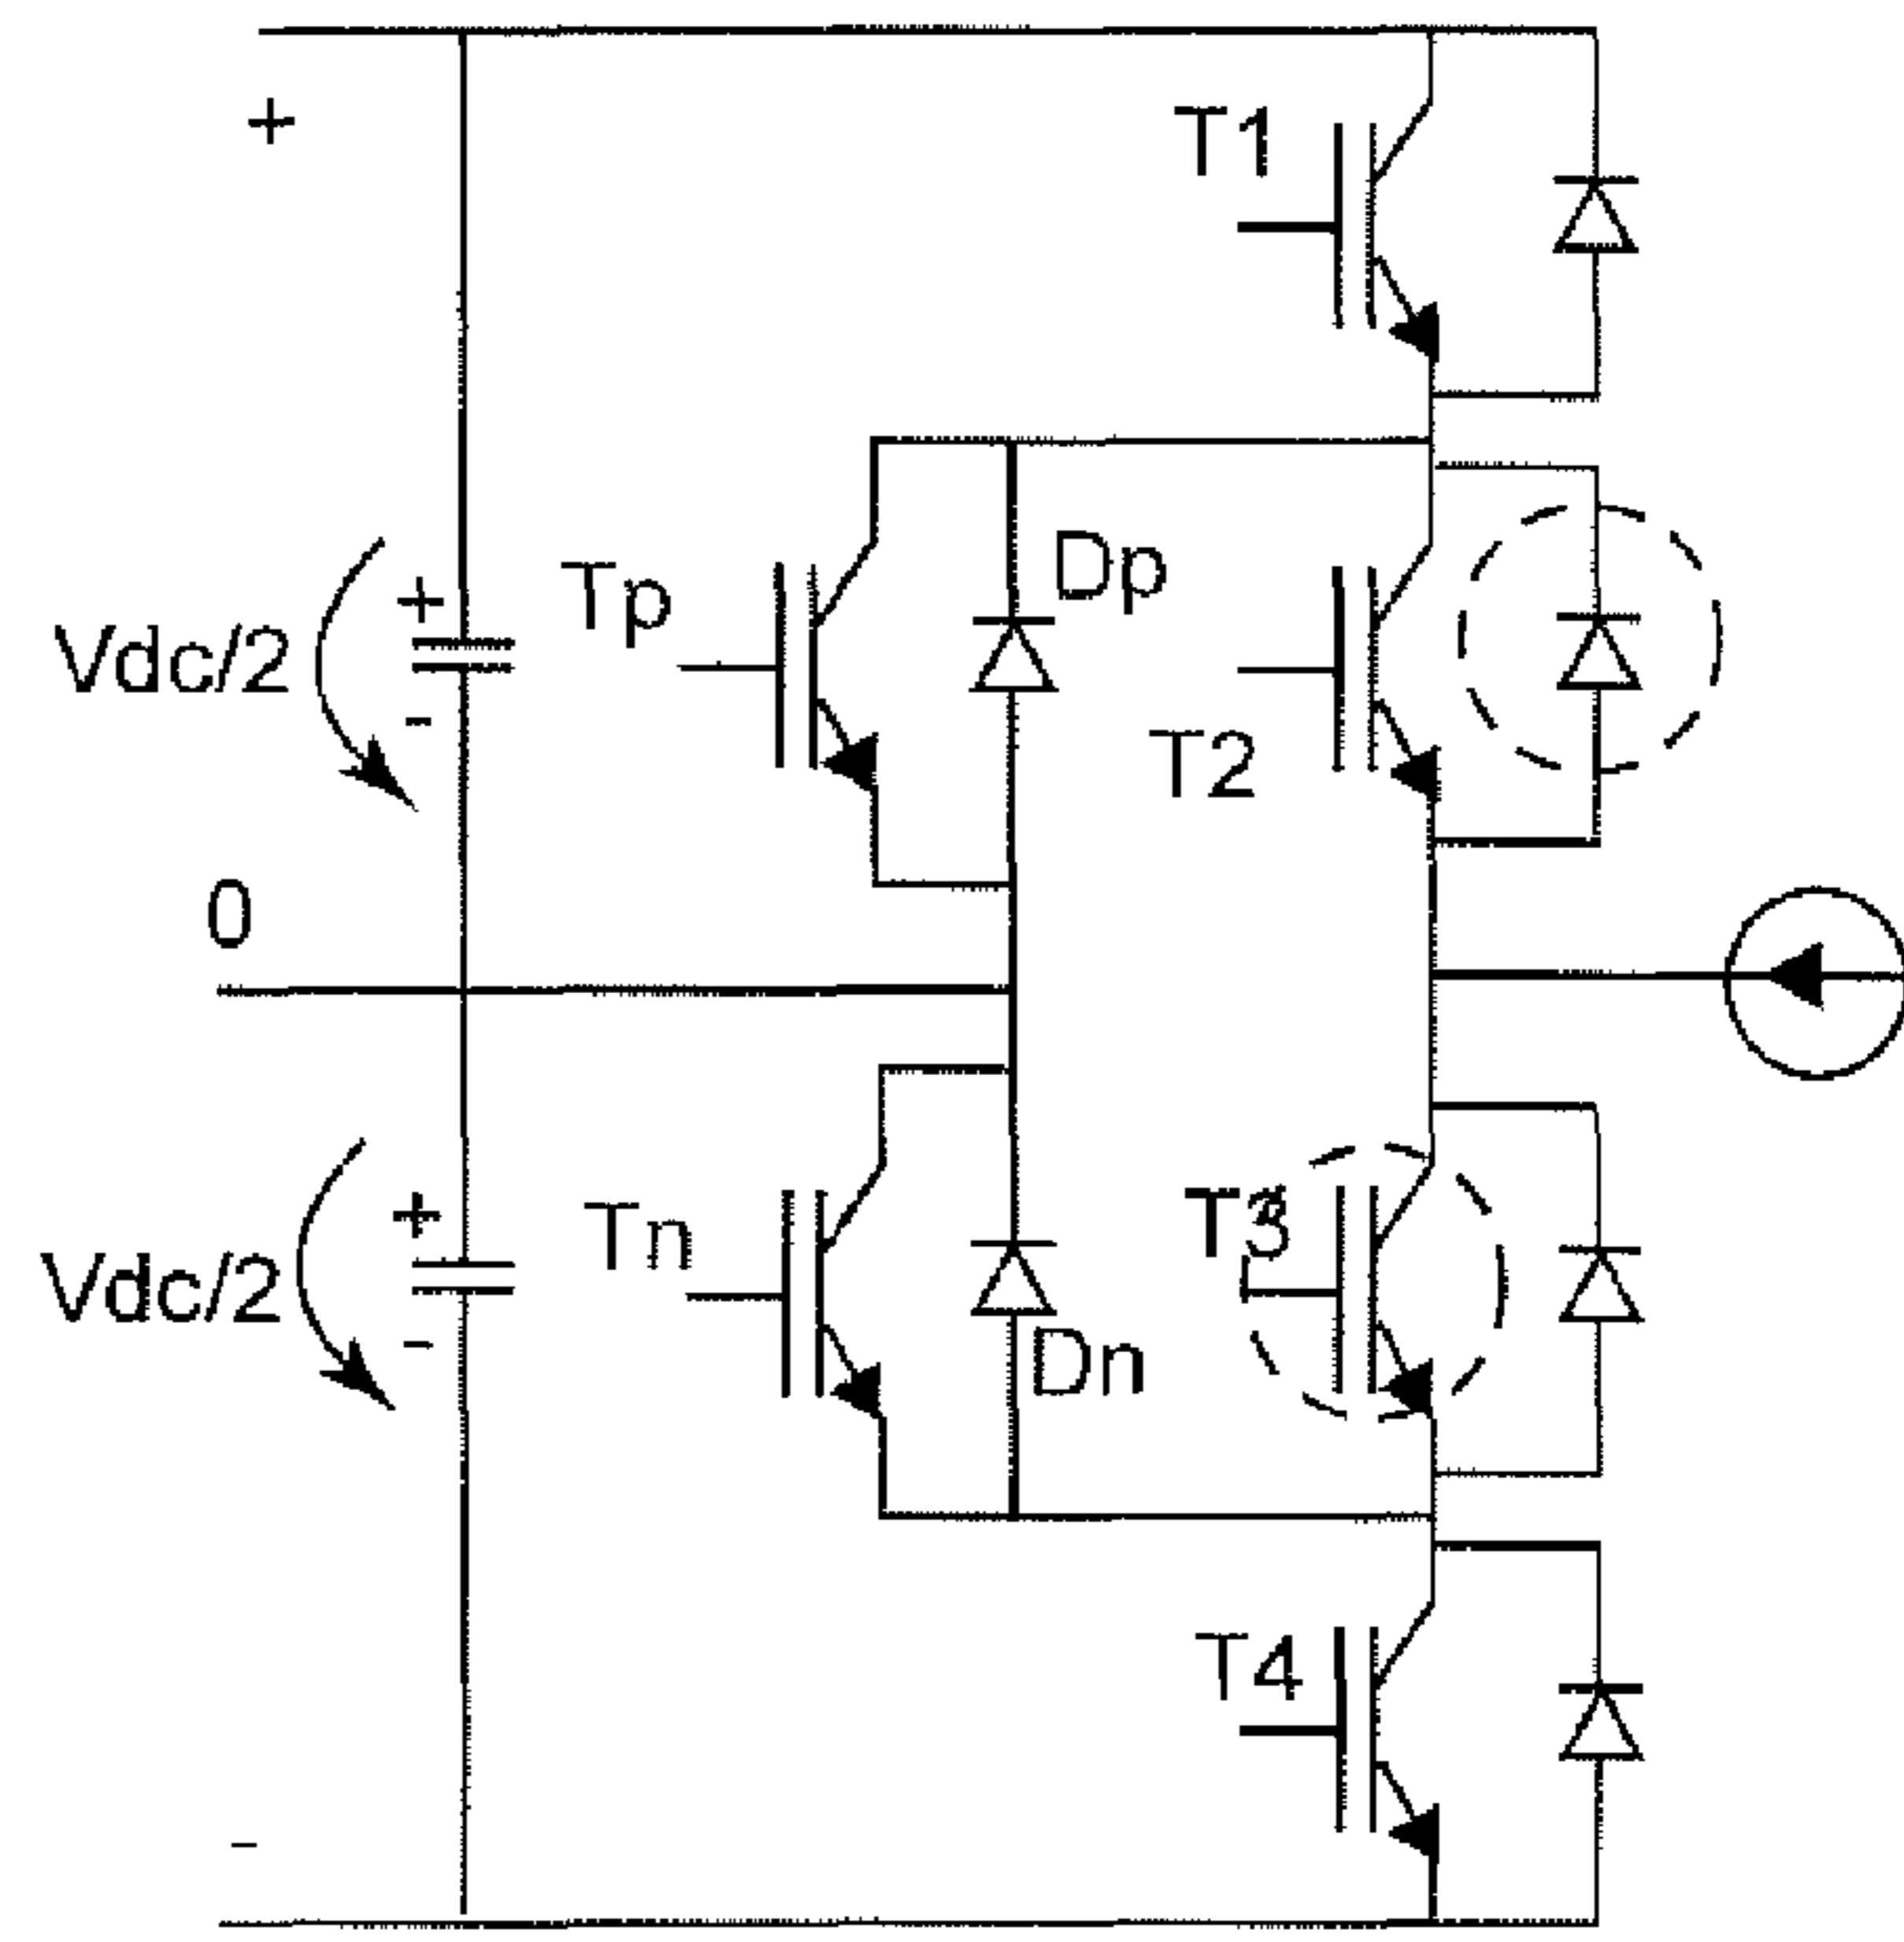 +
T1
Dp
Tp
+
Vdc/2
-
T2
0
T3
+
Tn
Vdc/2
-
Dn
T4
-